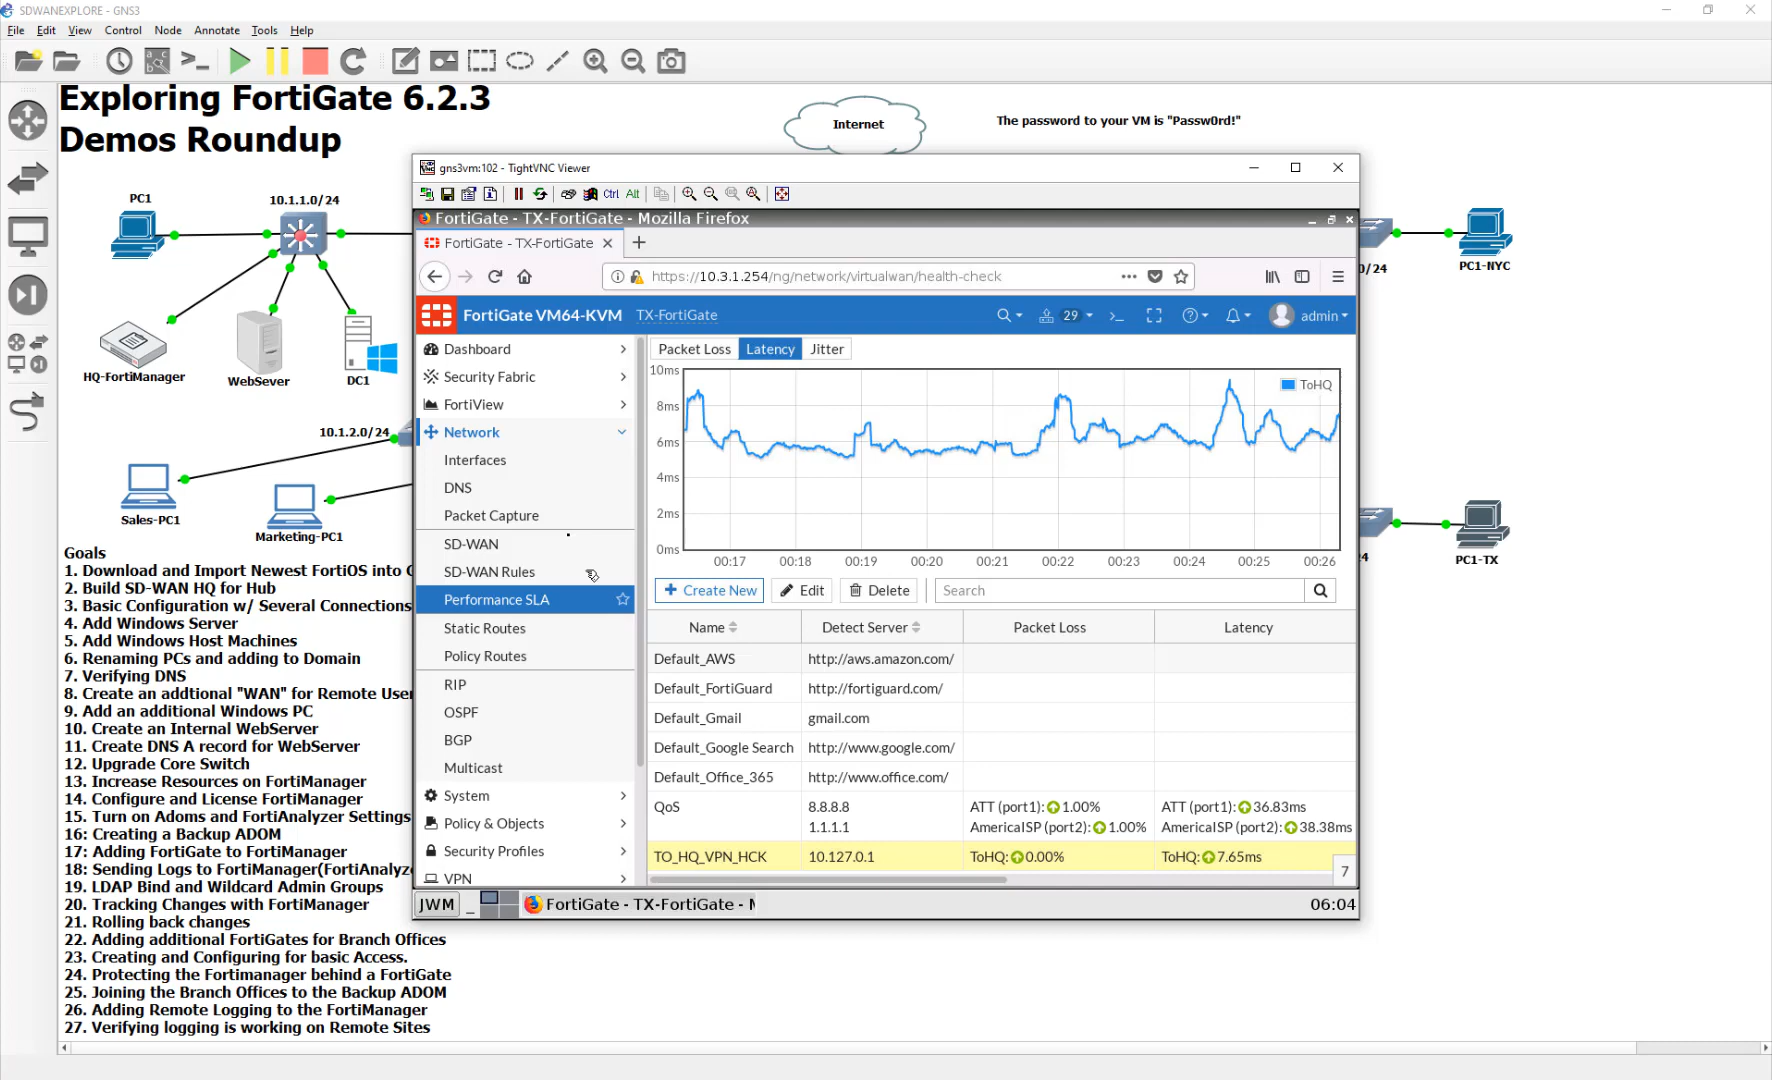 SDWANEXPLORE - GNS3
File Edit View Control Node Annotate Tools Help
Exploring FortiGate 6.2.3
Demos Roundup
Internet
The password to your VM is "Passw0rd!"
PC1
10.1.1.0/24
HQ-FortiManager
WebSever
DC1
10.1.2.0/24
Sales-PC1
Marketing-PC1
Goals
1. Download and Import Newest FortiOS into
2. Build SD-WAN HQ for Hub
3. Basic Configuration w/ Several Connections
4. Add Windows Server
5. Add Windows Host Machines
6. Renaming PCs and adding to Domain
7. Verifying DNS
8. Create an addtional "WAN" for Remote User
9. Add an additional Windows PC
10. Create an Internal WebServer
11. Create DNS A record for WebServer
12. Upgrade Core Switch
13. Increase Resources on FortiManager
14. Configure and License FortiManager
15. Turn on Adoms and FortiAnalyzer Settings
16: Creating a Backup ADOM
17: Adding FortiGate to FortiManager
18: Sending Logs to FortiManager(FortiAnalyz
19. LDAP Bind and Wildcard Admin Groups
20. Tracking Changes with FortiManager
21. Rolling back changes
22. Adding additional FortiGates for Branch Offices
23. Creating and Configuring for basic Access.
24. Protecting the Fortimanager behind a FortiGate
25. Joining the Branch Offices to the Backup ADOM
26. Adding Remote Logging to the FortiManager
27. Verifying logging is working on Remote Sites
gns3vm:102 - TightVNC Viewer
Ctrl Alt
FortiGate - TX-FortiGate - Mozilla Firefox
FortiGate - TX-FortiGate
https://10.3.1.254/ng/network/virtualwan/health-check
FortiGate VM64-KVM TX-FortiGate 29 admin
Dashboard
Security Fabric
FortiView
Network
Interfaces
DNS
Packet Capture
SD-WAN
SD-WAN Rules
Performance SLA
Static Routes
Policy Routes
RIP
OSPF
BGP
Multicast
System
Policy & Objects
Security Profiles
VPN
Packet Loss Latency Jitter
10ms
8ms
6ms
4ms
2ms
0ms
ToHQ
00:17 00:18 00:19 00:20 00:21 00:22 00:23 00:24 00:25 00:26
+ Create New Edit Delete Search
Name Detect Server Packet Loss Latency
Default_AWS http://aws.amazon.com/
Default_FortiGuard http://fortiguard.com/
Default_Gmail gmail.com
Default_Google Search http://www.google.com/
Default_Office_365 http://www.office.com/
QoS 8.8.8.8 ATT (port1): 1.00% ATT (port1): 36.83ms
1.1.1.1 AmericaISP (port2): 1.00% AmericaISP (port2): 38.38ms
TO_HQ_VPN_HCK 10.127.0.1 ToHQ: 0.00% ToHQ: 7.65ms
7
JWM FortiGate - TX-FortiGate - M 06:04
0/24
PC1-NYC
4
PC1-TX